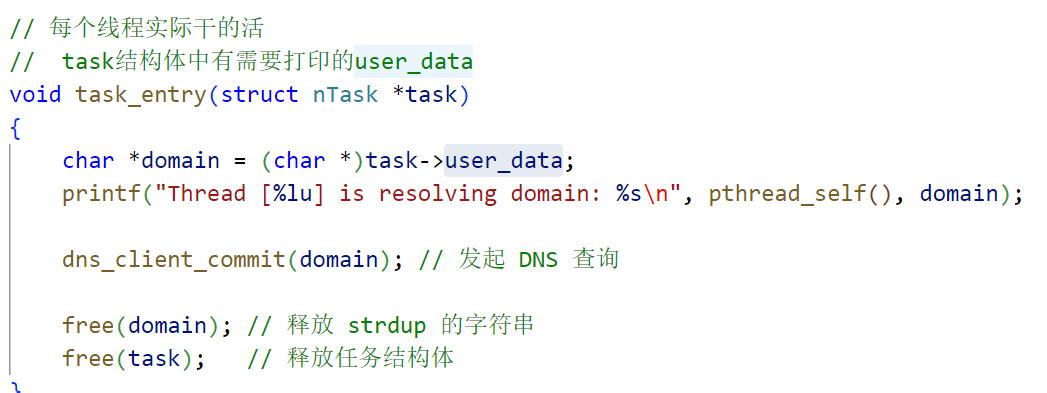 // 每个线程实际干的活
//  task结构体中有需要打印的user_data
void task_entry(struct nTask *task)
{
    char *domain = (char *)task->user_data;
    printf("Thread [%lu] is resolving domain: %s\n", pthread_self(), domain);

    dns_client_commit(domain); // 发起 DNS 查询

    free(domain); // 释放 strdup 的字符串
    free(task);   // 释放任务结构体
}